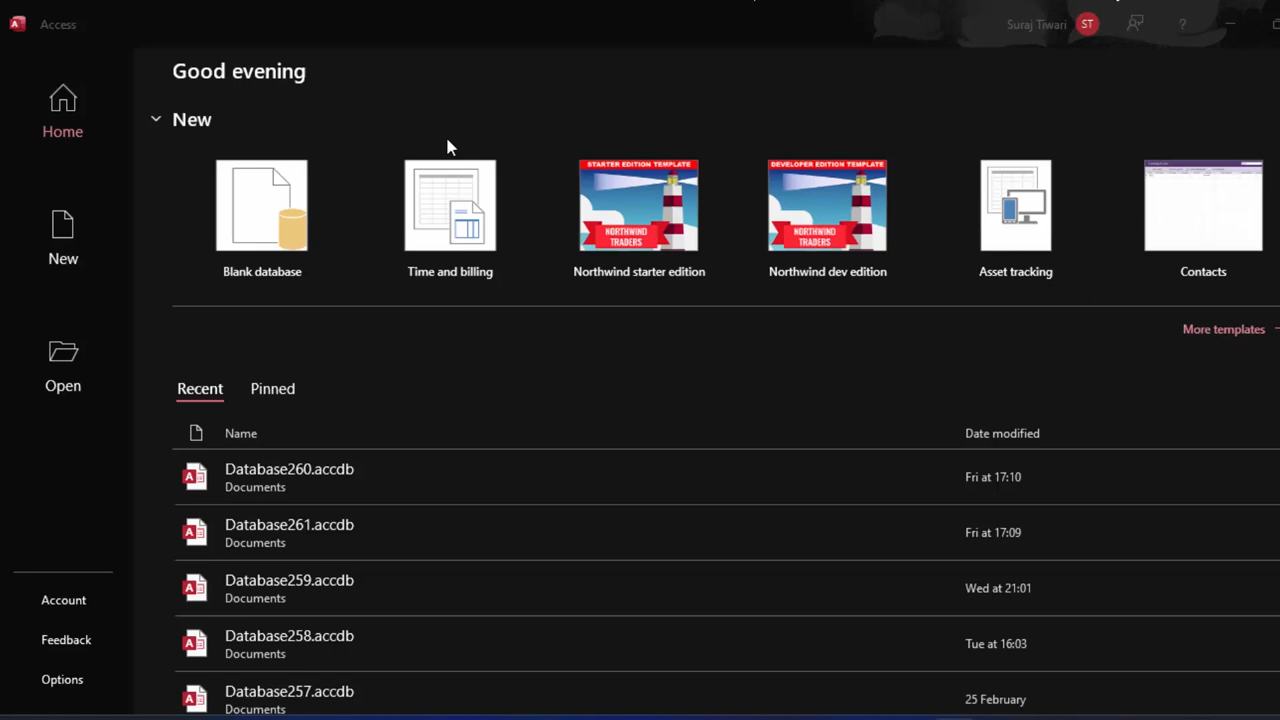 Access
Suraj Tiwari ST ?
Good evening
Home
New
STARTER EDITION TEMPLATE
NORTHWIND
TRADERS
DEVELOPER EDITION TEMPLATE
NORTHWIND
TRADERS
Blank database Time and billing Northwind starter edition Northwind dev edition Asset tracking Contacts
New
More templates
Open
Recent Pinned
Name Date modified
Database260.accdb
Documents
Fri at 17:10
Database261.accdb
Documents
Fri at 17:09
Database259.accdb
Documents
Wed at 21:01
Database258.accdb
Documents
Tue at 16:03
Database257.accdb
Documents
25 February
Account
Feedback
Options